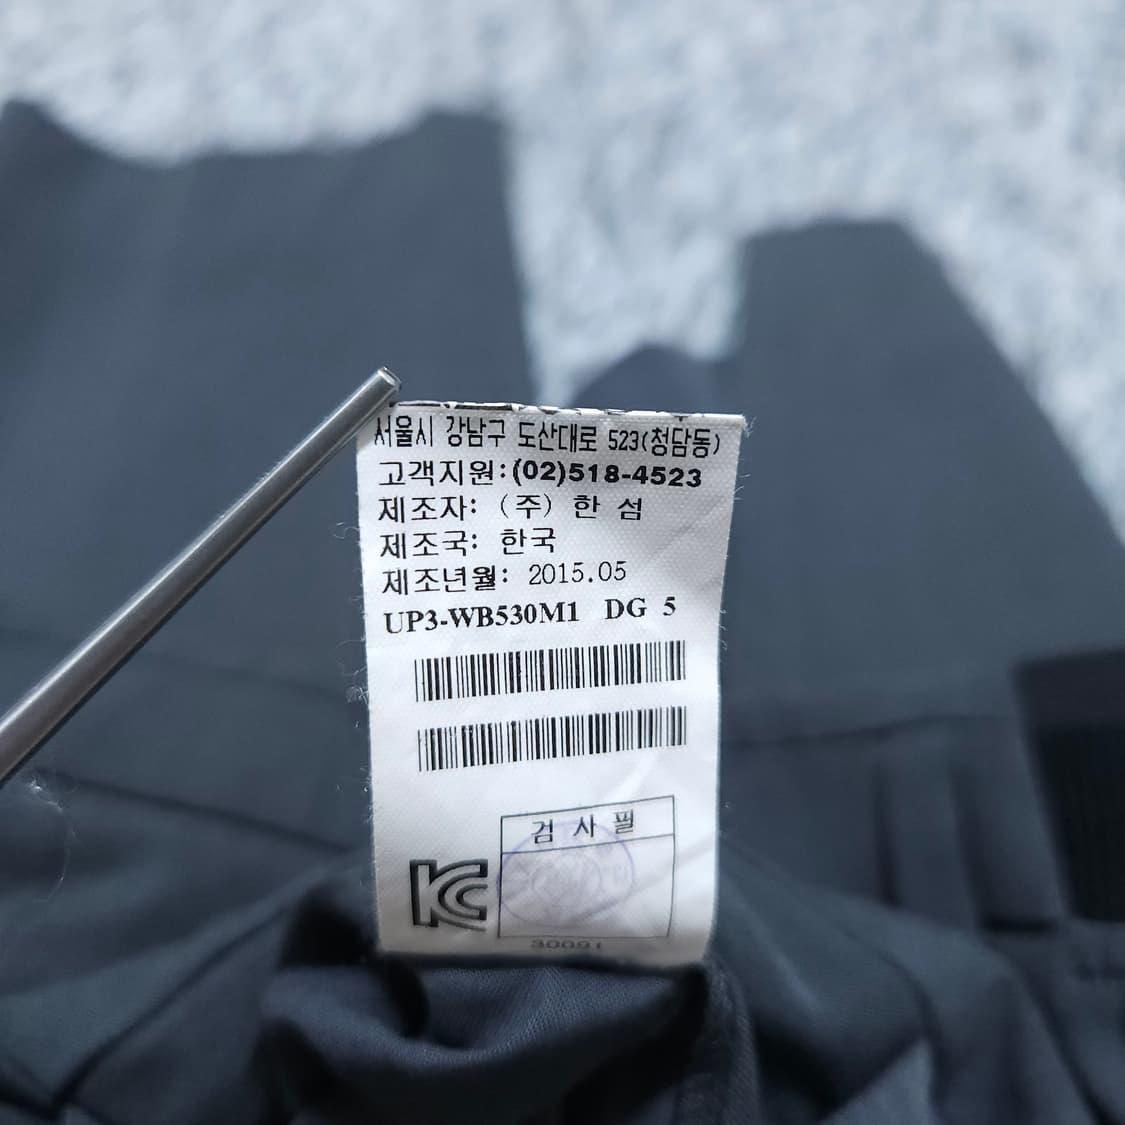 서울시 강남구 도산대로 523(청담동)
고객지원:(02)518-4523
제조자: (주) 한 섬
제조국: 한국
제조년월: 2015.05
UP3-WB530M1 DG 5
검 사 필
KC
30091